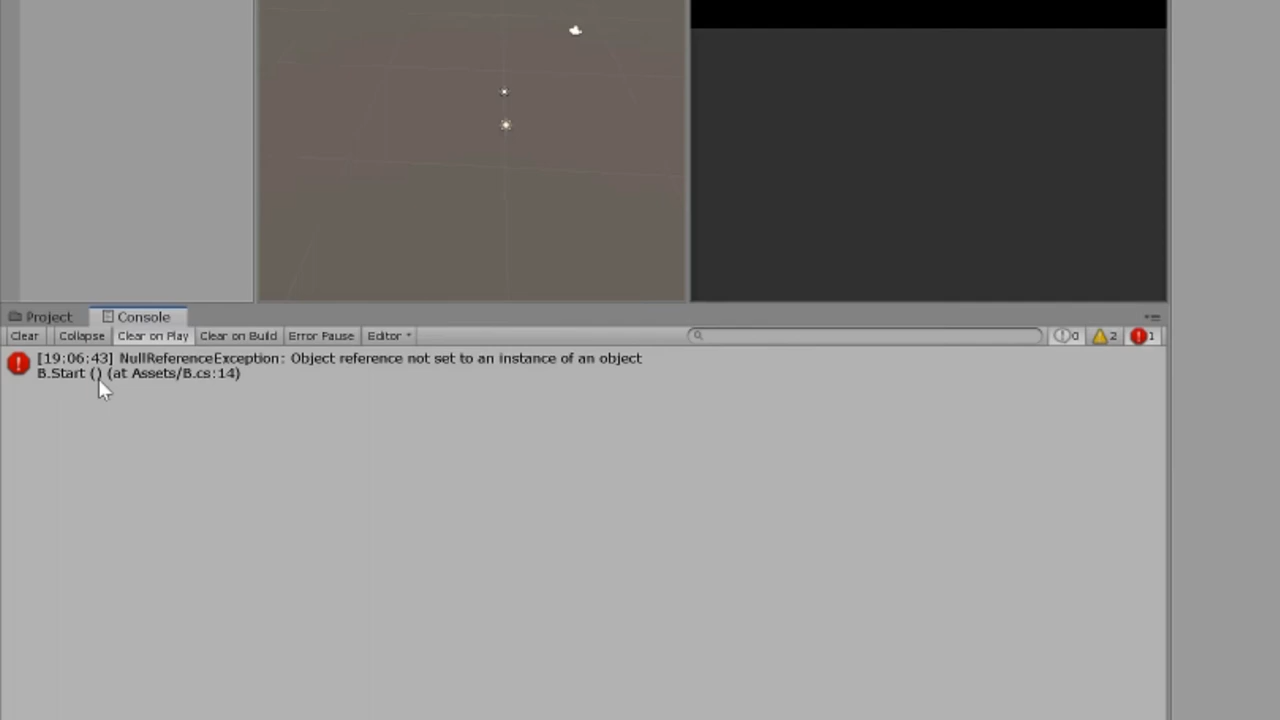 Project Console
Clear Collapse Clear on Play Clear on Build Error Pause Editor 0 2 1
[19:06:43] NullReferenceException: Object reference not set to an instance of an object
B.Start () (at Assets/B.cs:14)